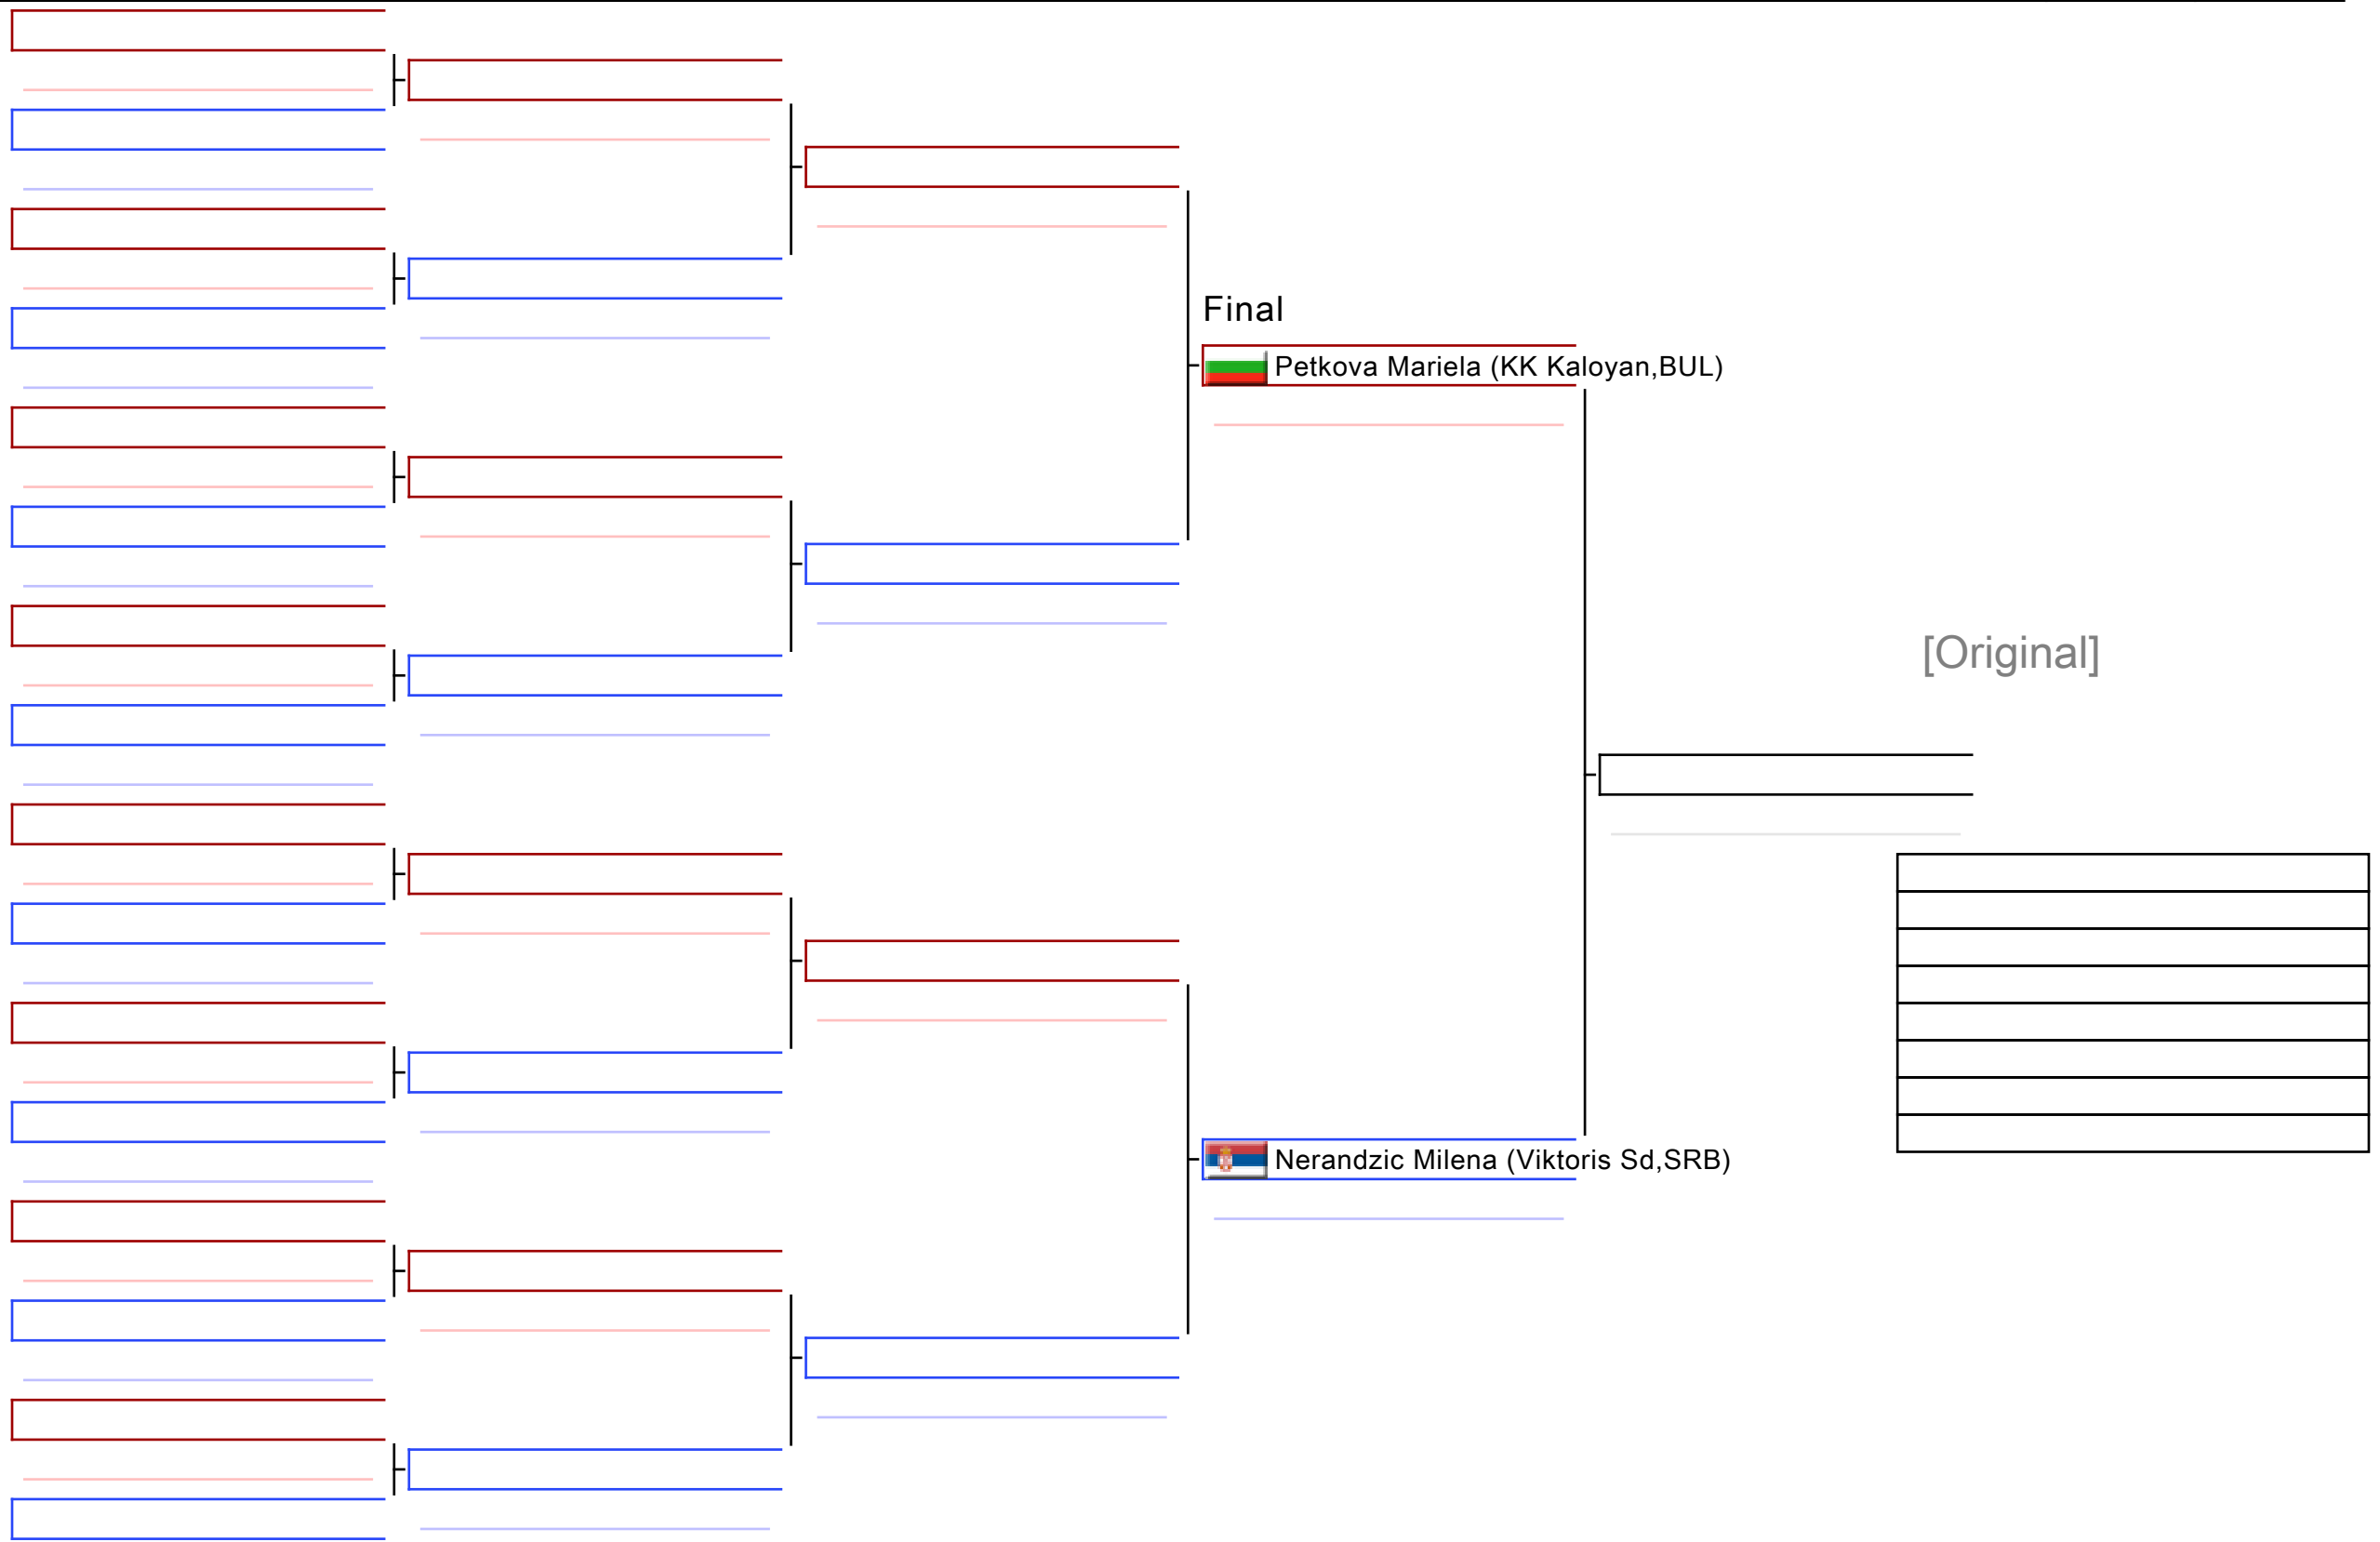 Final
Petkova Mariela (KK Kaloyan,BUL)
[Original]
Nerandzic Milena (Viktoris Sd,SRB)